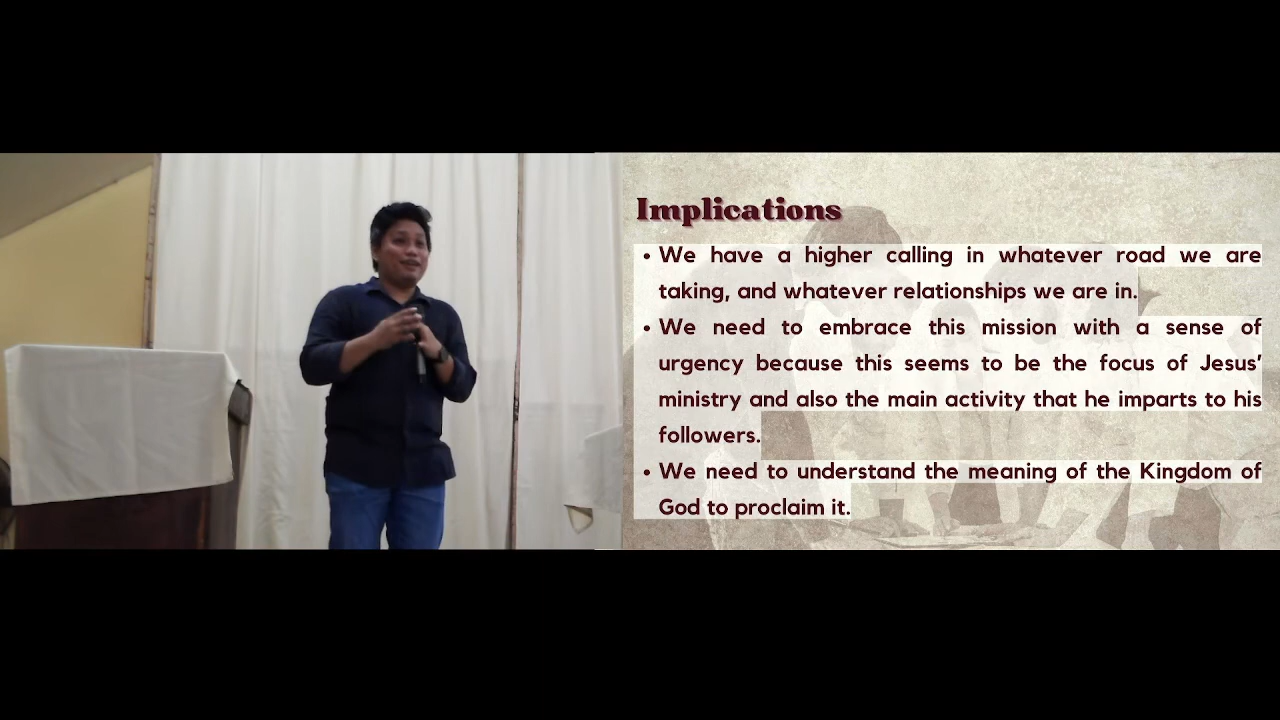 Implications
• We have a higher calling in whatever road we are
taking, and whatever relationships we are in.
• We need to embrace this mission with a sense of
urgency because this seems to be the focus of Jesus’
ministry and also the main activity that he imparts to his
followers.
• We need to understand the meaning of the Kingdom of
God to proclaim it.